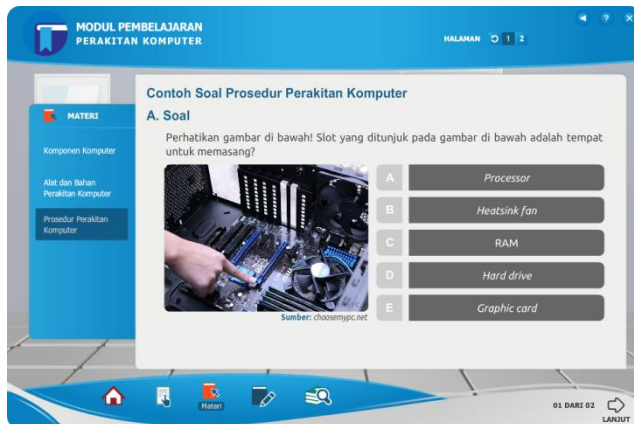 MODUL PEMBELAJARAN
PERAKITAN KOMPUTER
HALAMAN 1 2
MATERI
Komponen Komputer
Alat dan Bahan
Perakitan Komputer
Prosedur Perakitan
Komputer
Contoh Soal Prosedur Perakitan Komputer
A. Soal
Perhatikan gambar di bawah! Slot yang ditunjuk pada gambar di bawah adalah tempat
untuk memasang?
A Processor
B Heatsink fan
C RAM
D Hard drive
E Graphic card
Sumber: choosemypc.net
Materi
01 DARI 02
LANJUT